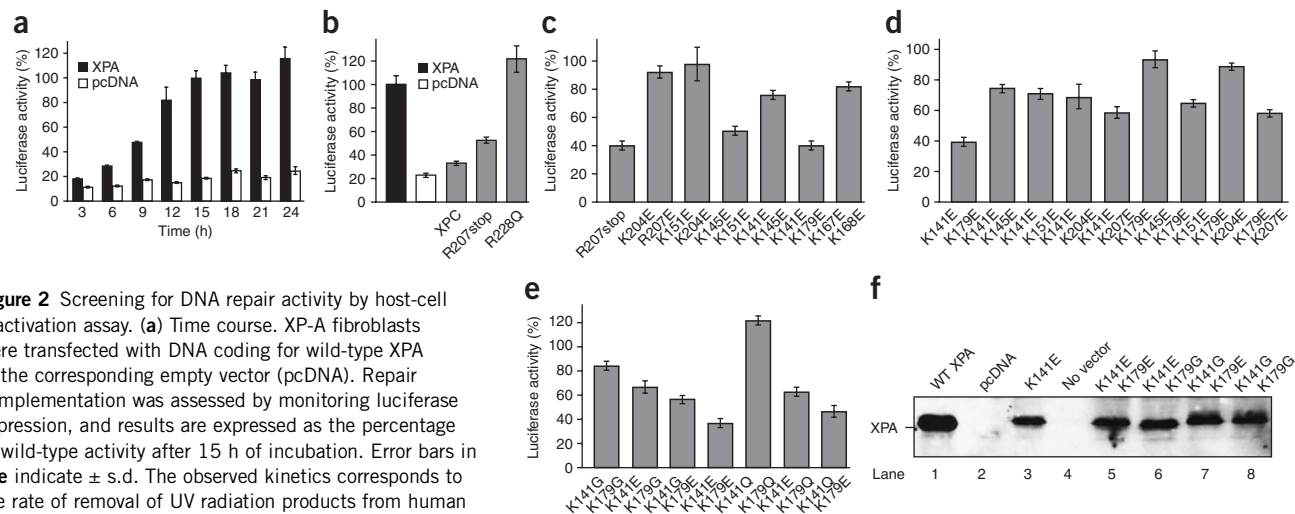 a
Luciferase activity (%)
120
100
80
60
40
20
0
XPA
pcDNA
3 6 9 12 15 18 21 24
Time (h)
b
Luciferase activity (%)
120
100
80
60
40
20
0
XPA
pcDNA
XPC
R207stop
R228Q
c
Luciferase activity (%)
100
80
60
40
20
0
R207stop
K204E
R207E
K151E
K204E
K145E
K151E
K141E
K145E
K141E
K179E
K167E
K168E
d
Luciferase activity (%)
100
80
60
40
20
0
K141E
K179E
K141E
K145E
K141E
K151E
K141E
K204E
K141E
K207E
K179E
K145E
K179E
K151E
K179E
K204E
K179E
K207E
gure 2 Screening for DNA repair activity by host-cell
activation assay. (a) Time course. XP-A fibroblasts
ere transfected with DNA coding for wild-type XPA
the corresponding empty vector (pcDNA). Repair
mplementation was assessed by monitoring luciferase
pression, and results are expressed as the percentage
wild-type activity after 15 h of incubation. Error bars in
e indicate ± s.d. The observed kinetics corresponds to
e rate of removal of UV radiation products from human
e
Luciferase activity (%)
120
100
80
60
40
20
0
K141G
K179G
K141E
K179G
K141G
K179E
K141E
K179E
K141Q
K179Q
K141E
K179Q
K141Q
K179E
f
WT XPA
pcDNA
K141E
No vector
K141E
K179E
K141E
K179G
K141G
K179E
K141G
K179G
XPA
Lane 1 2 3 4 5 6 7 8